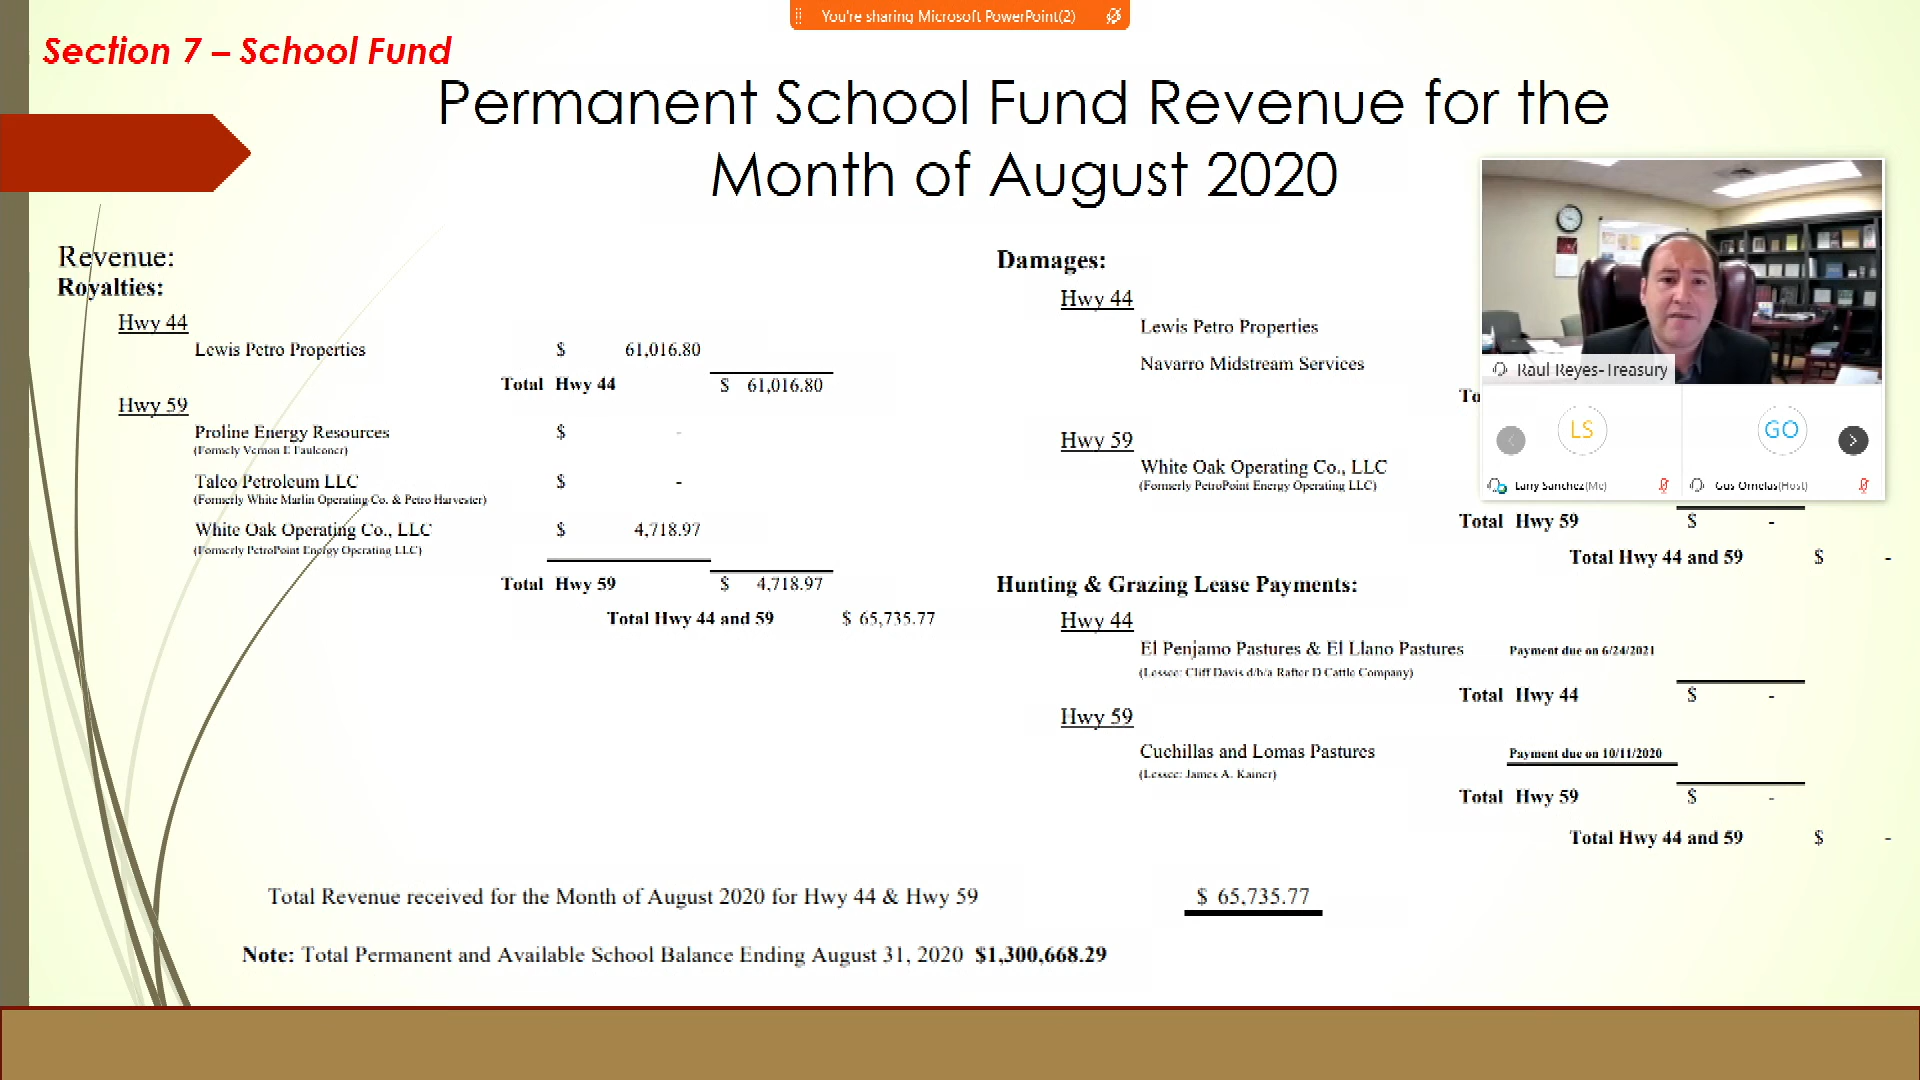 You're sharing Microsoft PowerPoint(2)
Section 7 – School Fund
Permanent School Fund Revenue for the
Month of August 2020
Revenue:
Royalties:
Hwy 44
Lewis Petro Properties $ 61,016.80
Total Hwy 44 $ 61,016.80
Hwy 59
Proline Energy Resources $ -
(Formely Vernon E Faulconer)
Talco Petroleum LLC $ -
(Formerly White Marlin Operating Co. & Petro Harvester)
White Oak Operating Co., LLC $ 4,718.97
(Formerly PetroPoint Energy Operating LLC)
Total Hwy 59 $ 4,718.97
Total Hwy 44 and 59 $ 65,735.77
Damages:
Hwy 44
Lewis Petro Properties
Navarro Midstream Services
To
Hwy 59
White Oak Operating Co., LLC
(Formerly PetroPoint Energy Operating LLC)
Total Hwy 59 $ -
Total Hwy 44 and 59 $ -
Hunting & Grazing Lease Payments:
Hwy 44
El Penjamo Pastures & El Llano Pastures Payment due on 6/24/2021
(Lessee: Cliff Davis d/b/a Rafter D Cattle Company)
Total Hwy 44 $ -
Hwy 59
Cuchillas and Lomas Pastures Payment due on 10/11/2020
(Lessee: James A. Kainer)
Total Hwy 59 $ -
Total Hwy 44 and 59 $ -
Raul Reyes-Treasury
LS
GO
Larry Sanchez(Me)
Gus Ornelas(Host)
Total Revenue received for the Month of August 2020 for Hwy 44 & Hwy 59 $ 65,735.77
Note: Total Permanent and Available School Balance Ending August 31, 2020 $1,300,668.29